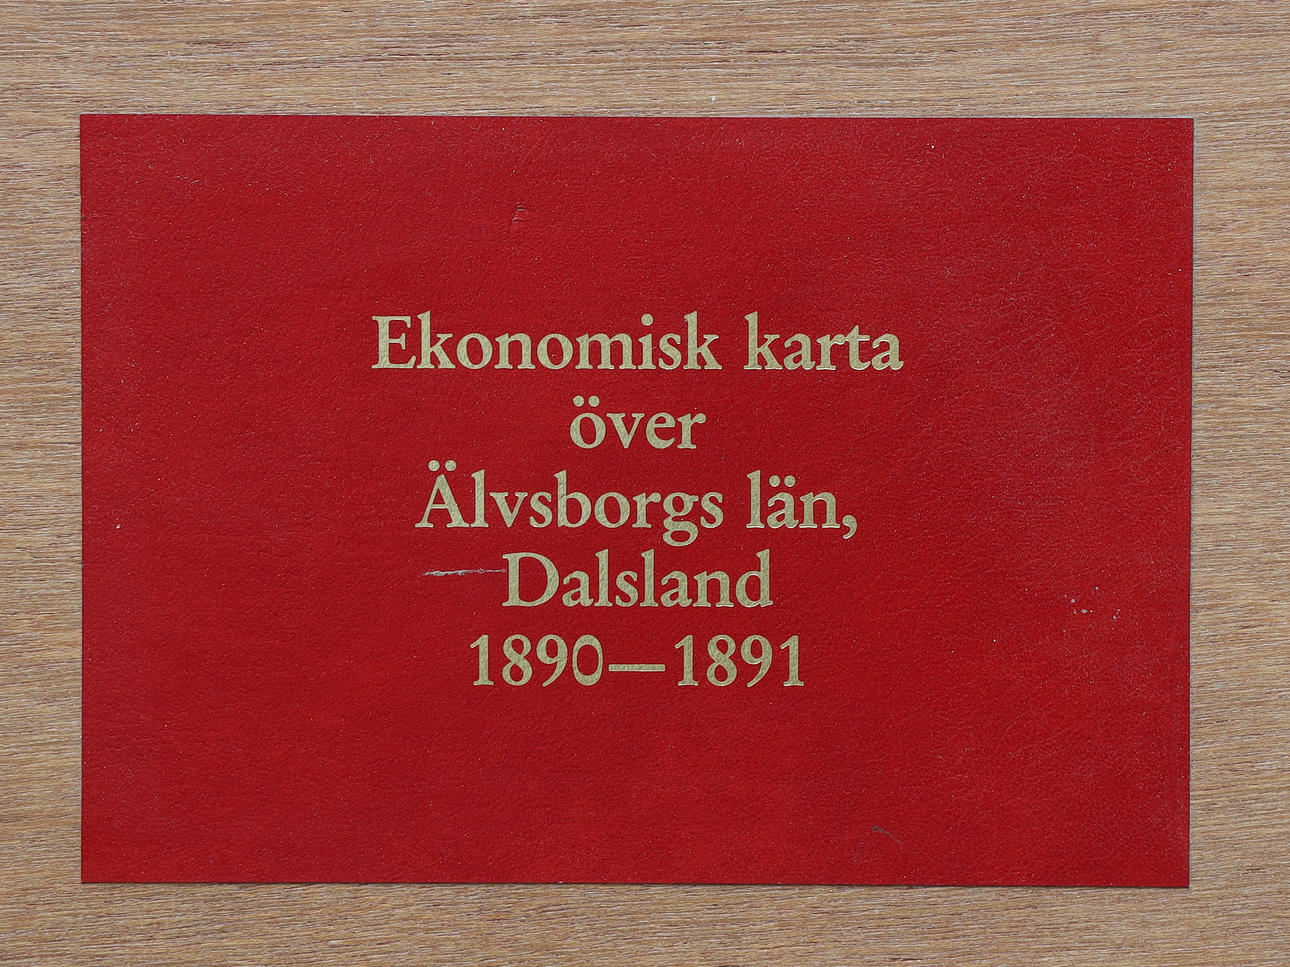 Ekonomisk karta
över
Älvsborgs län,
Dalsland
1890—1891